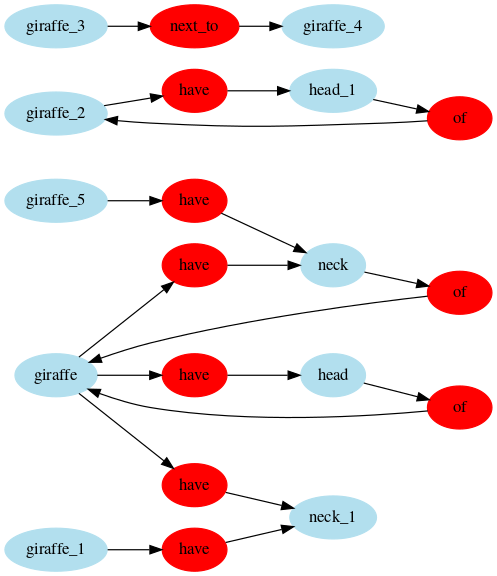 giraffe_3 next_to giraffe_4
have head_1
giraffe_2 of
giraffe_5 have
have neck
of
giraffe have head
of
have
neck_1
giraffe_1 have